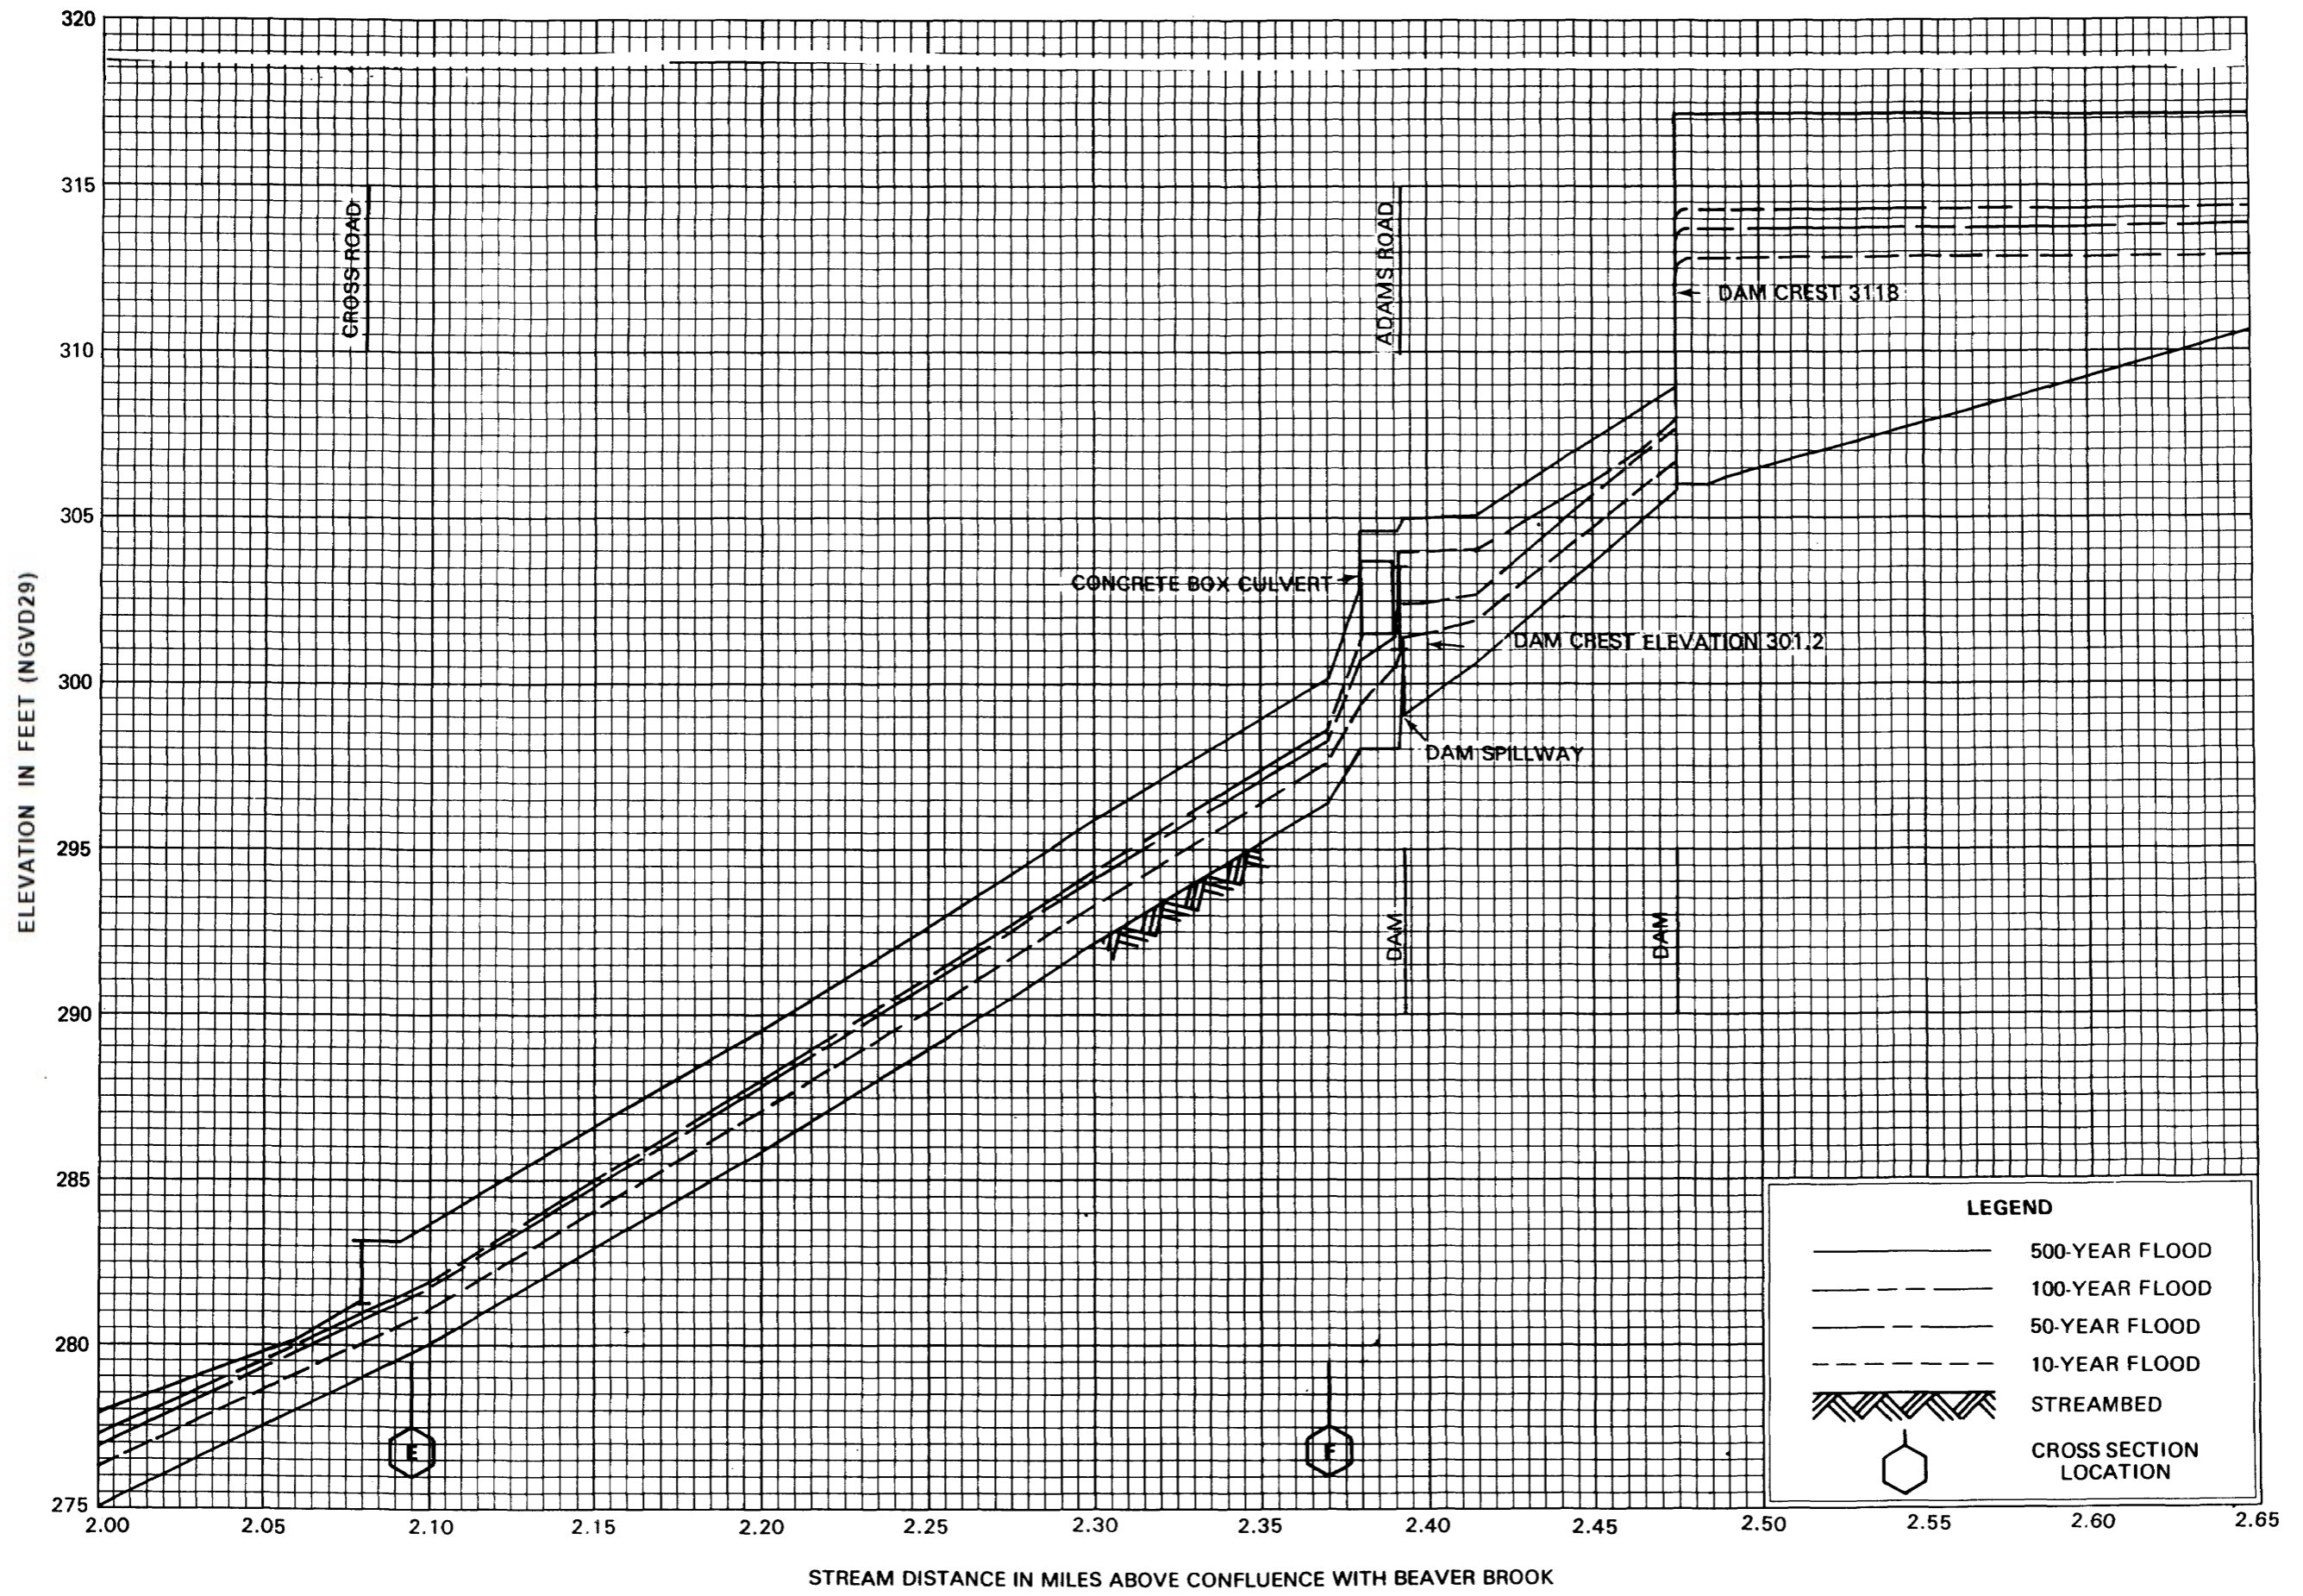 320
315
310
305
300
295
290
285
280
275
ELEVATION IN FEET (NGVD29)
CROSS ROAD
ADAMS ROAD
DAM CREST 3118
CONCRETE BOX CULVERT
DAM CREST ELEVATION 301.2
DAM SPILLWAY
DAM
DAM
E
F
LEGEND
500-YEAR FLOOD
100-YEAR FLOOD
50-YEAR FLOOD
10-YEAR FLOOD
STREAMBED
CROSS SECTION
LOCATION
2.00
2.05
2.10
2.15
2.20
2.25
2.30
2.35
2.40
2.45
2.50
2.55
2.60
2.65
STREAM DISTANCE IN MILES ABOVE CONFLUENCE WITH BEAVER BROOK